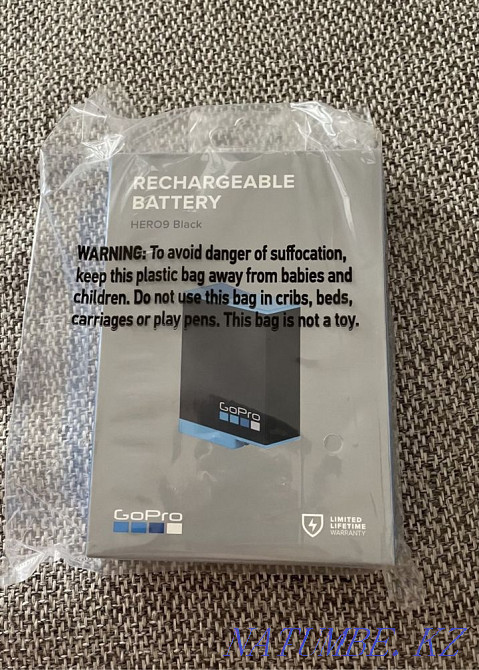 RECHARGEABLE
BATTERY
HERO9 Black
WARNING: To avoid danger of suffocation,
keep this plastic bag away from babies and
children. Do not use this bag in cribs, beds,
carriages or play pens. This bag is not a toy.
GoPro
GoPro
LIMITED
LIFETIME
WARRANTY
NATUMBE.KZ